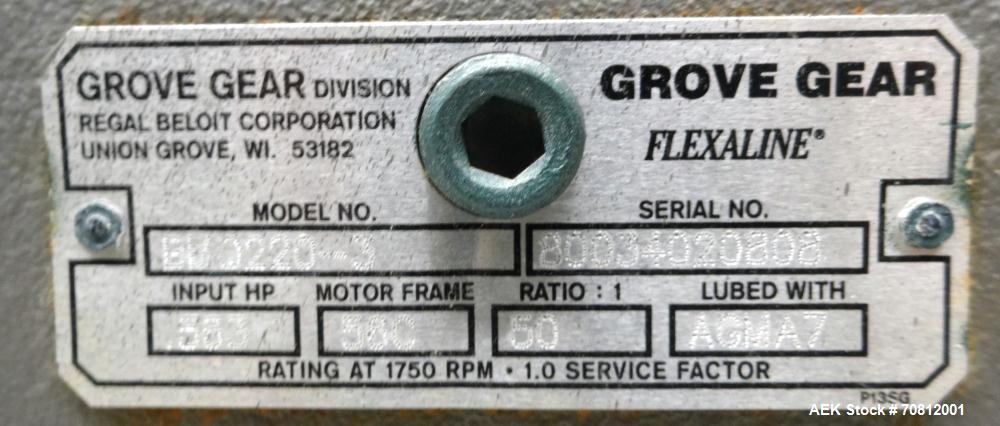 GROVE GEAR DIVISION
REGAL BELOIT CORPORATION
UNION GROVE, WI. 53182
GROVE GEAR
FLEXALINE®
MODEL NO.
SERIAL NO.
80034020808
INPUT HP
MOTOR FRAME
RATIO : 1
LUBED WITH
.563
56C
50
AGMA7
RATING AT 1750 RPM · 1.0 SERVICE FACTOR
P13SG
AEK Stock # 70812001